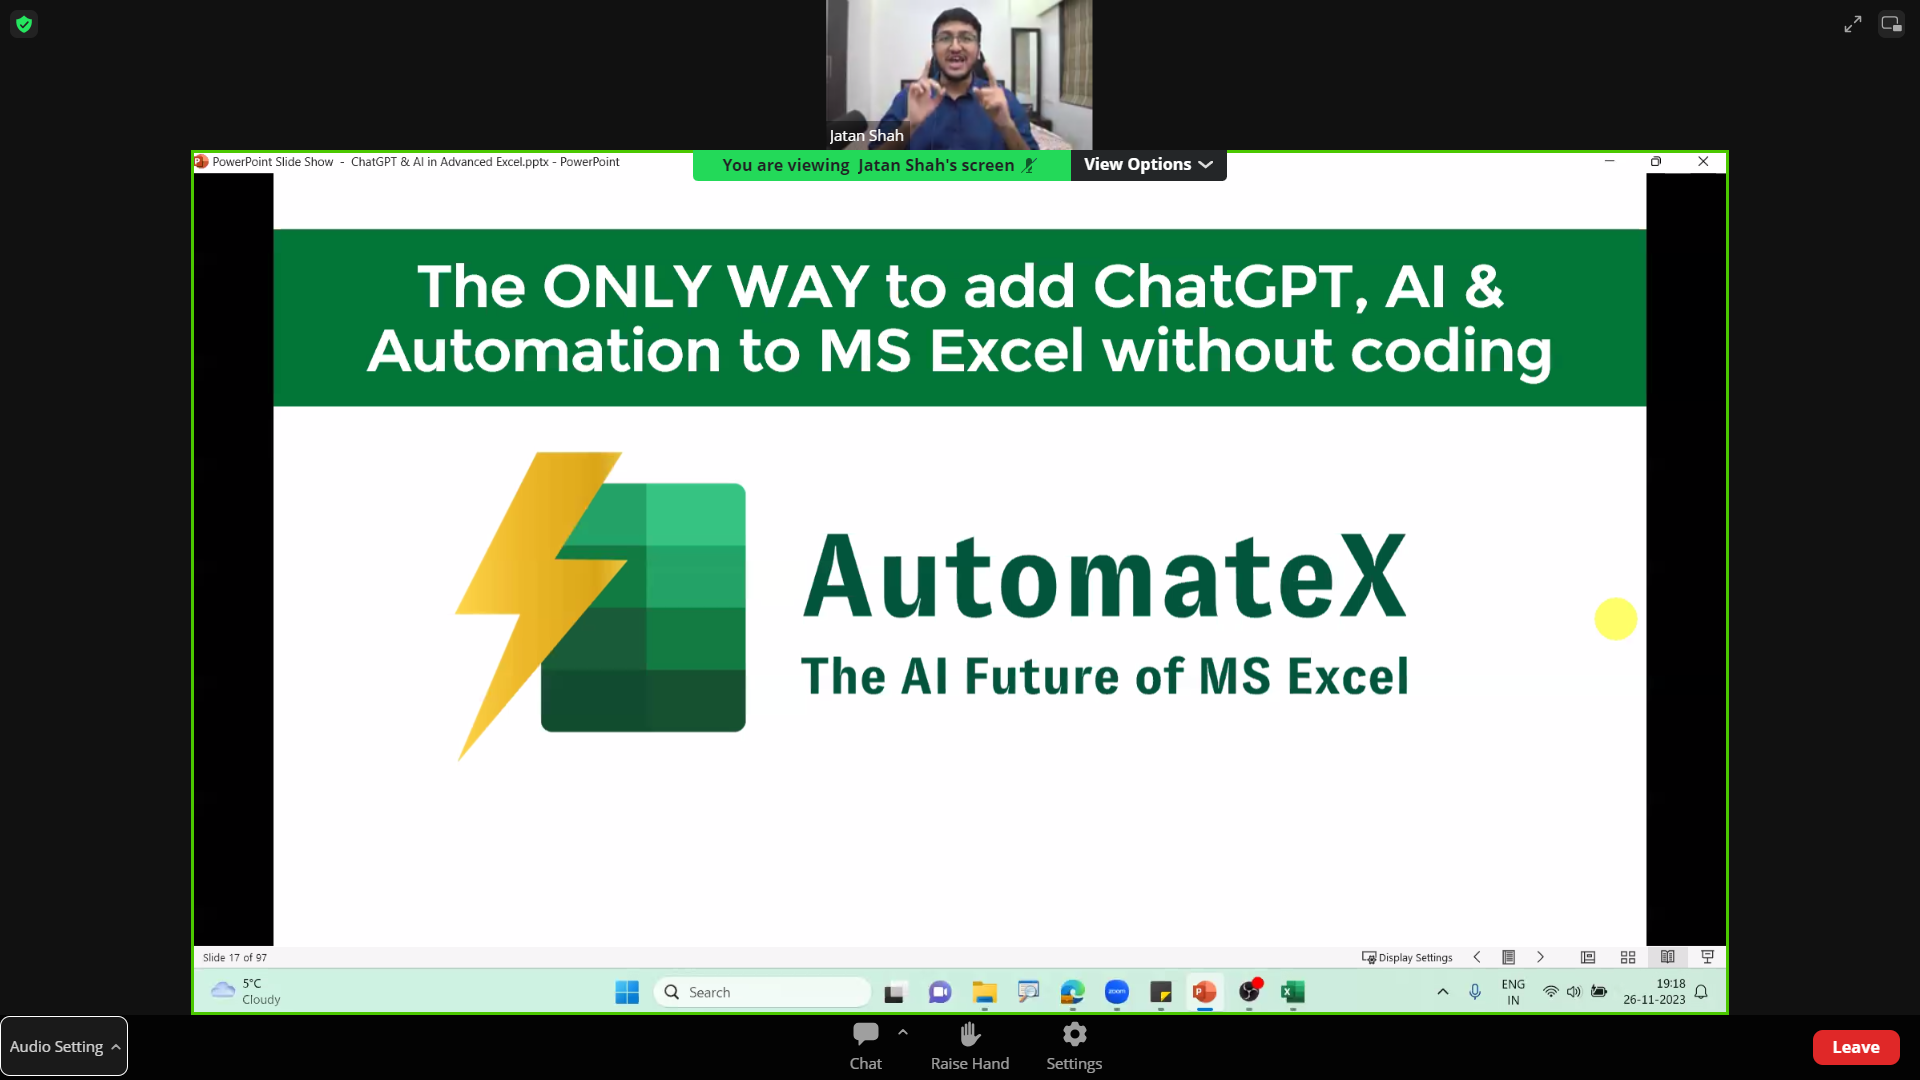 Jatan Shah
PowerPoint Slide Show - ChatGPT & AI in Advanced Excel.pptx - PowerPoint
You are viewing Jatan Shah's screen
View Options
The ONLY WAY to add ChatGPT, AI &
Automation to MS Excel without coding
AutomateX
The AI Future of MS Excel
Slide 17 of 97
Display Settings
5°C
Cloudy
Search
zoom
ENG
IN
19:18
26-11-2023
Audio Setting
Chat
Raise Hand
Settings
Leave